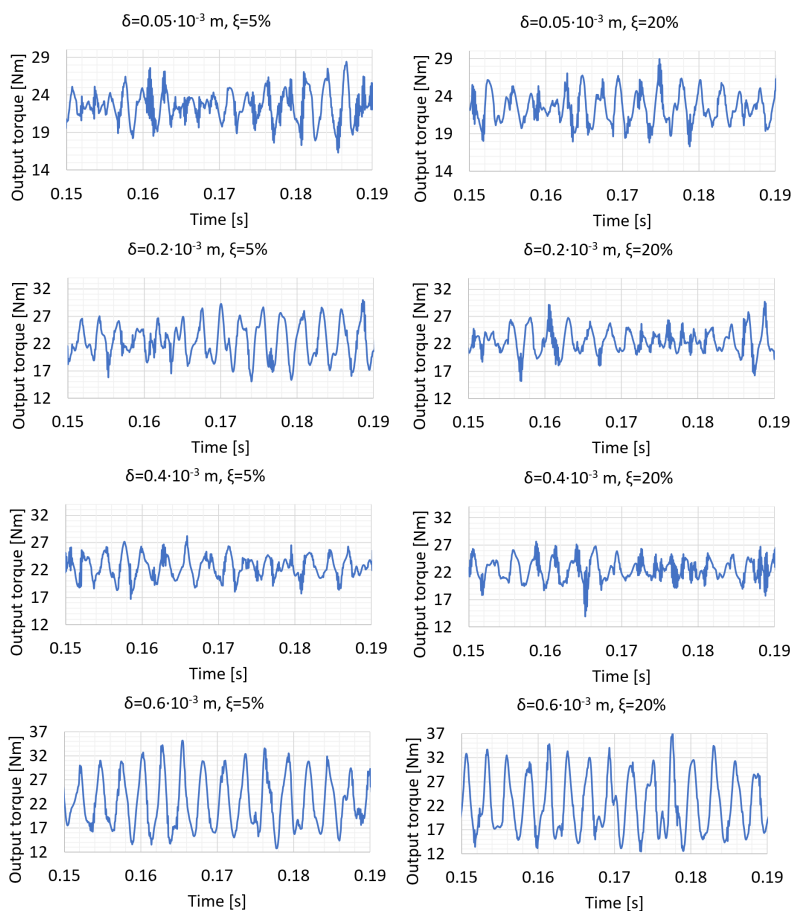 δ=0.05·10⁻³ m, ξ=5%
Output torque [Nm]
29
24
19
14
0.15 0.16 0.17 0.18 0.19
Time [s]
δ=0.05·10⁻³ m, ξ=20%
Output torque [Nm]
29
24
19
14
0.15 0.16 0.17 0.18 0.19
Time [s]
δ=0.2·10⁻³ m, ξ=5%
Output torque [Nm]
32
27
22
17
12
0.15 0.16 0.17 0.18 0.19
Time [s]
δ=0.2·10⁻³ m, ξ=20%
Output torque [Nm]
32
27
22
17
12
0.15 0.16 0.17 0.18 0.19
Time [s]
δ=0.4·10⁻³ m, ξ=5%
Output torque [Nm]
32
27
22
17
12
0.15 0.16 0.17 0.18 0.19
Time [s]
δ=0.4·10⁻³ m, ξ=20%
Output torque [Nm]
32
27
22
17
12
0.15 0.16 0.17 0.18 0.19
Time [s]
δ=0.6·10⁻³ m, ξ=5%
Output torque [Nm]
37
32
27
22
17
12
0.15 0.16 0.17 0.18 0.19
Time [s]
δ=0.6·10⁻³ m, ξ=20%
Output torque [Nm]
37
32
27
22
17
12
0.15 0.16 0.17 0.18 0.19
Time [s]